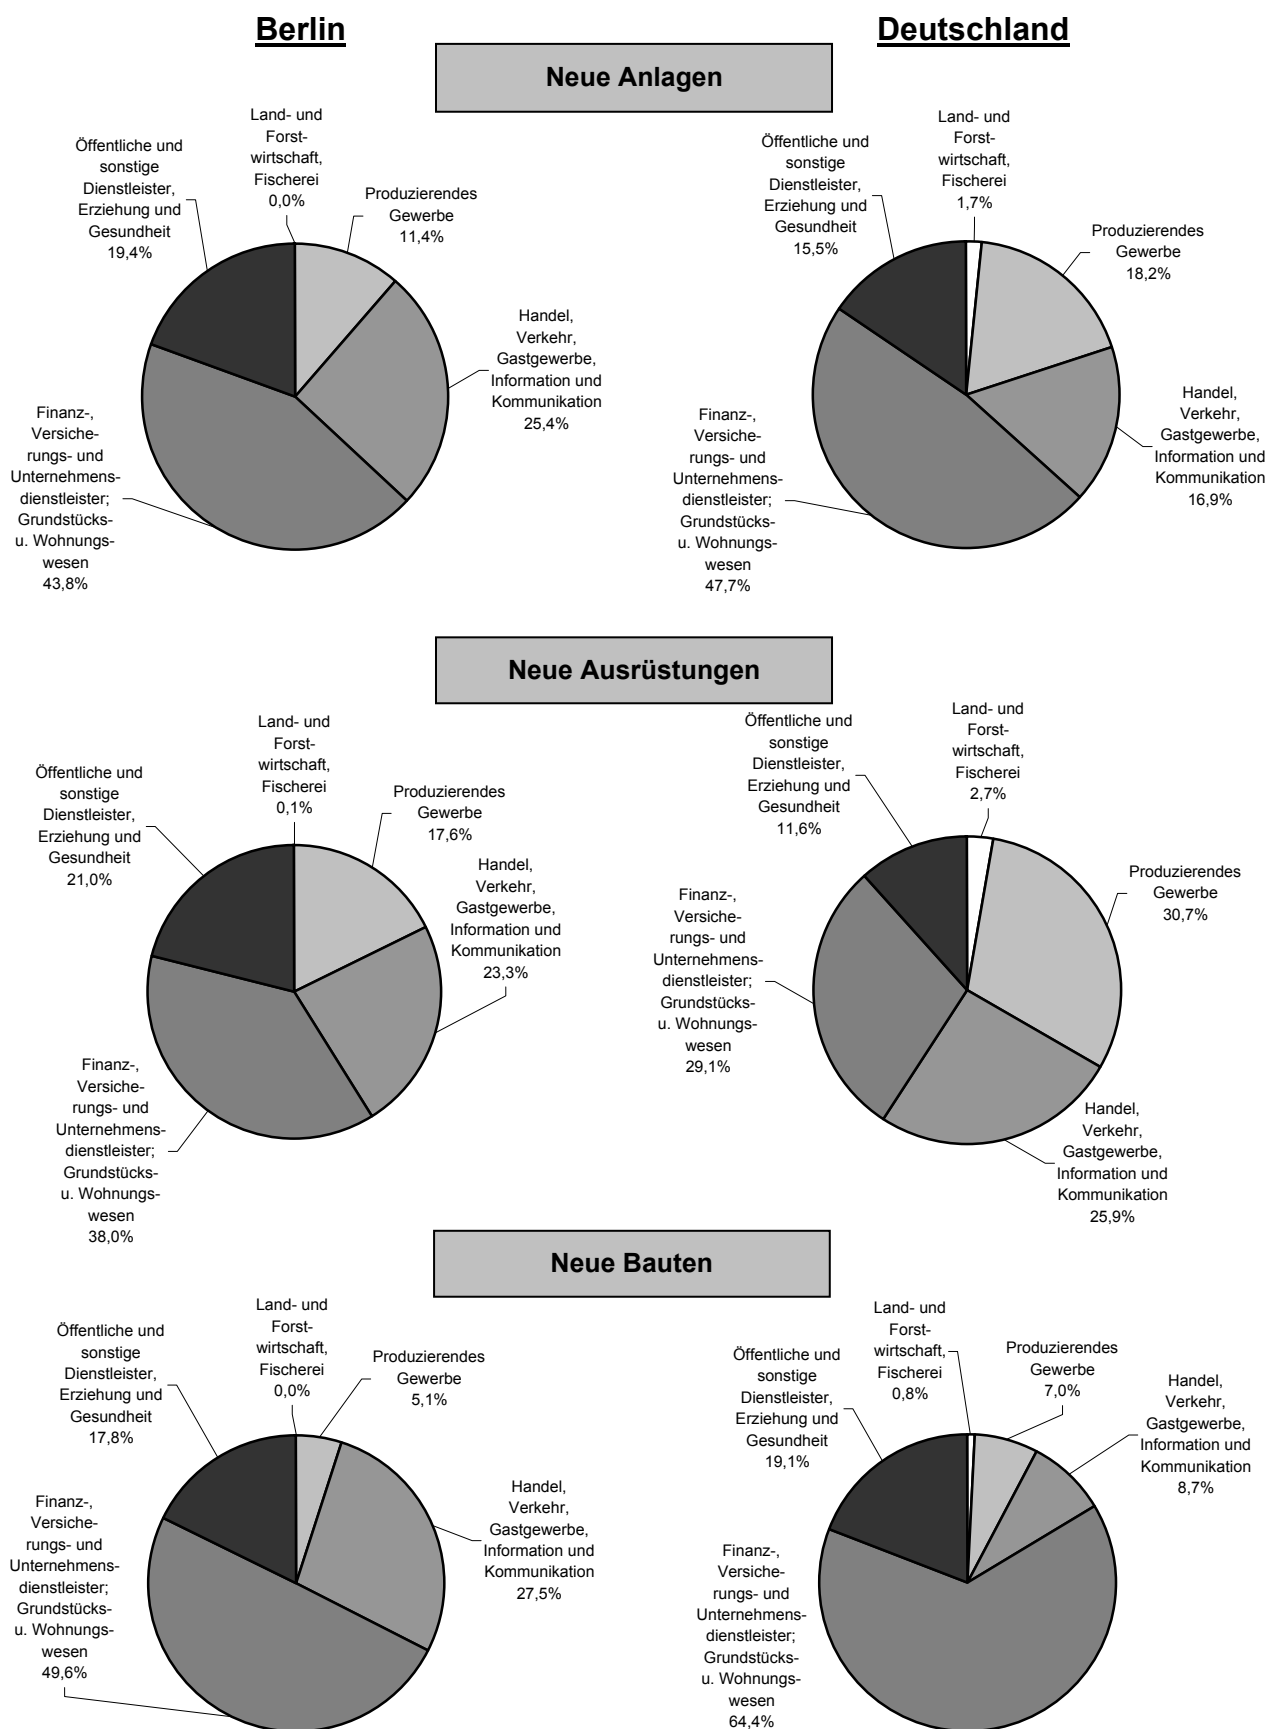 Berlin
Deutschland
Neue Anlagen
Öffentliche und
sonstige
Dienstleister,
Erziehung und
Gesundheit
19,4%
Land- und
Forst-
wirtschaft,
Fischerei
0,0%
Produzierendes
Gewerbe
11,4%
Handel,
Verkehr,
Gastgewerbe,
Information und
Kommunikation
25,4%
Finanz-,
Versiche-
rungs- und
Unternehmens-
dienstleister;
Grundstücks-
u. Wohnungs-
wesen
43,8%
Öffentliche und
sonstige
Dienstleister,
Erziehung und
Gesundheit
15,5%
Land- und
Forst-
wirtschaft,
Fischerei
1,7%
Produzierendes
Gewerbe
18,2%
Handel,
Verkehr,
Gastgewerbe,
Information und
Kommunikation
16,9%
Finanz-,
Versiche-
rungs- und
Unternehmens-
dienstleister;
Grundstücks-
u. Wohnungs-
wesen
47,7%
Neue Ausrüstungen
Öffentliche und
sonstige
Dienstleister,
Erziehung und
Gesundheit
21,0%
Land- und
Forst-
wirtschaft,
Fischerei
0,1%
Produzierendes
Gewerbe
17,6%
Handel,
Verkehr,
Gastgewerbe,
Information und
Kommunikation
23,3%
Finanz-,
Versiche-
rungs- und
Unternehmens-
dienstleister;
Grundstücks-
u. Wohnungs-
wesen
38,0%
Öffentliche und
sonstige
Dienstleister,
Erziehung und
Gesundheit
11,6%
Land- und
Forst-
wirtschaft,
Fischerei
2,7%
Produzierendes
Gewerbe
30,7%
Handel,
Verkehr,
Gastgewerbe,
Information und
Kommunikation
25,9%
Finanz-,
Versiche-
rungs- und
Unternehmens-
dienstleister;
Grundstücks-
u. Wohnungs-
wesen
29,1%
Neue Bauten
Öffentliche und
sonstige
Dienstleister,
Erziehung und
Gesundheit
17,8%
Land- und
Forst-
wirtschaft,
Fischerei
0,0%
Produzierendes
Gewerbe
5,1%
Handel,
Verkehr,
Gastgewerbe,
Information und
Kommunikation
27,5%
Finanz-,
Versiche-
rungs- und
Unternehmens-
dienstleister;
Grundstücks-
u. Wohnungs-
wesen
49,6%
Öffentliche und
sonstige
Dienstleister,
Erziehung und
Gesundheit
19,1%
Land- und
Forst-
wirtschaft,
Fischerei
0,8%
Produzierendes
Gewerbe
7,0%
Handel,
Verkehr,
Gastgewerbe,
Information und
Kommunikation
8,7%
Finanz-,
Versiche-
rungs- und
Unternehmens-
dienstleister;
Grundstücks-
u. Wohnungs-
wesen
64,4%